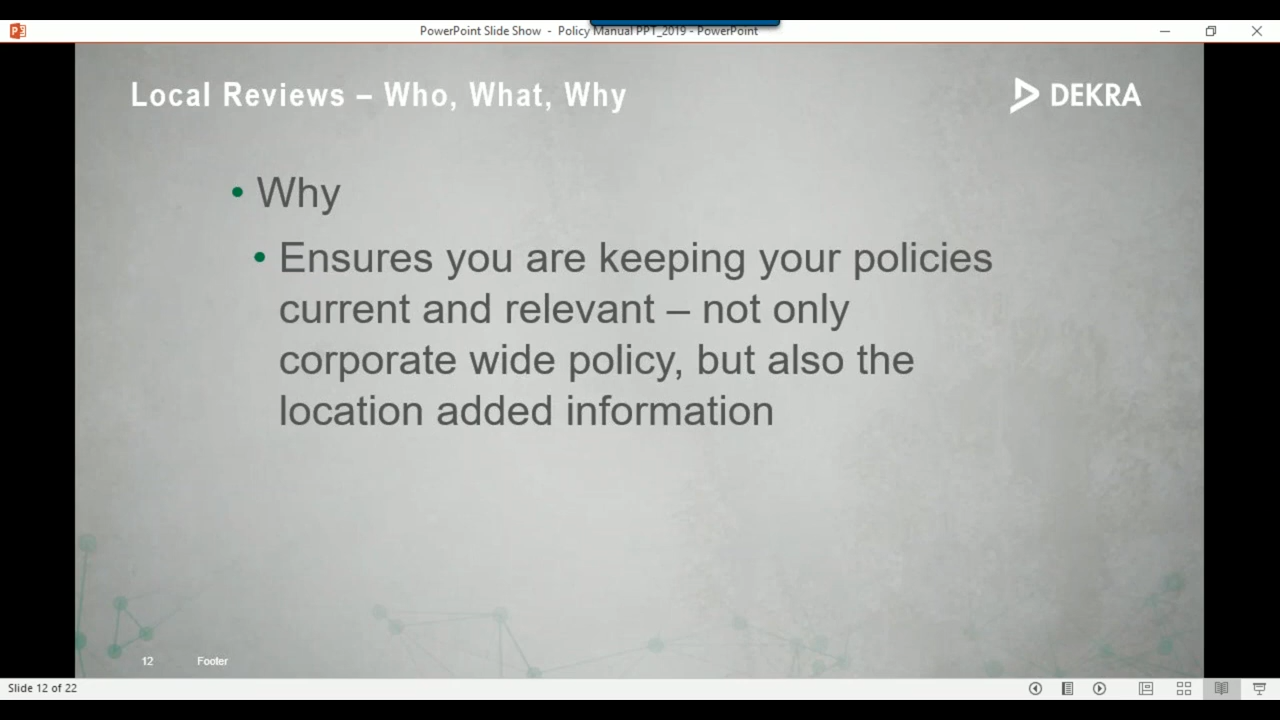 PowerPoint Slide Show - Policy Manual PPT_2019 - PowerPoint
Local Reviews – Who, What, Why
DEKRA
• Why
• Ensures you are keeping your policies
current and relevant – not only
corporate wide policy, but also the
location added information
12 Footer
Slide 12 of 22